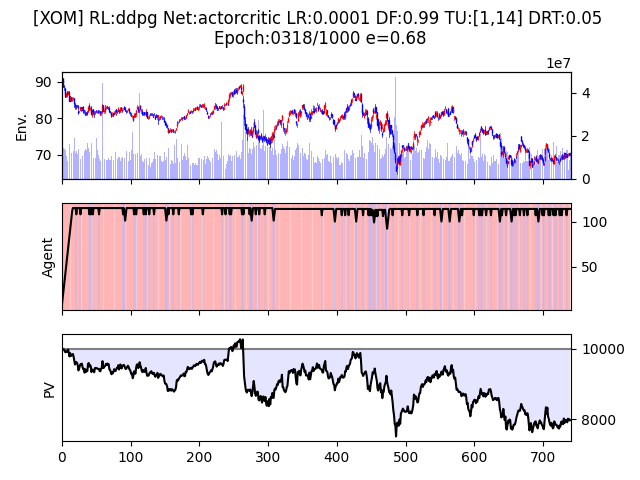 [XOM] RL:ddpg Net:actorcritic LR:0.0001 DF:0.99 TU:[1,14] DRT:0.05
Epoch:0318/1000 e=0.68
1e7
90
80
70
Env.
4
2
0
Agent
100
50
PV
10000
8000
0 100 200 300 400 500 600 700